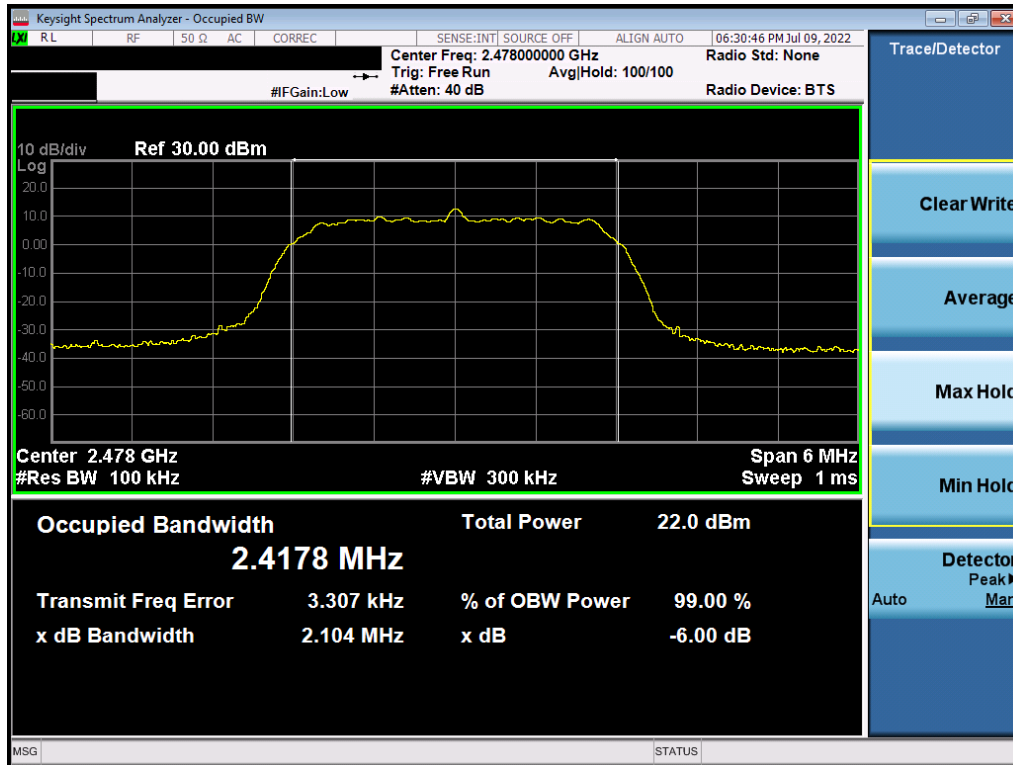 Keysight Spectrum Analyzer - Occupied BW
LXI RL RF 50 Ω AC CORREC SENSE:INT SOURCE OFF ALIGN AUTO 06:30:46 PM Jul 09, 2022
Center Freq: 2.478000000 GHz Radio Std: None
Trig: Free Run Avg|Hold: 100/100
#IFGain:Low #Atten: 40 dB Radio Device: BTS
Trace/Detector
10 dB/div Ref 30.00 dBm
Log
20.0
10.0
0.00
-10.0
-20.0
-30.0
-40.0
-50.0
-60.0
Center 2.478 GHz Span 6 MHz
#Res BW 100 kHz #VBW 300 kHz Sweep 1 ms
Occupied Bandwidth Total Power 22.0 dBm
2.4178 MHz
Transmit Freq Error 3.307 kHz % of OBW Power 99.00 %
x dB Bandwidth 2.104 MHz x dB -6.00 dB
Clear Write
Average
Max Hold
Min Hold
Detector
Peak
Auto Man
MSG STATUS